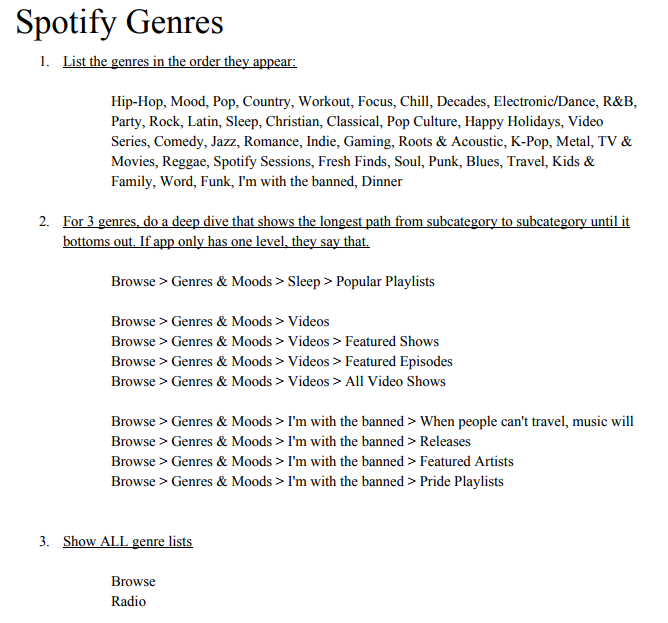 Spotify Genres
1. List the genres in the order they appear:
Hip-Hop, Mood, Pop, Country, Workout, Focus, Chill, Decades, Electronic/Dance, R&B,
Party, Rock, Latin, Sleep, Christian, Classical, Pop Culture, Happy Holidays, Video
Series, Comedy, Jazz, Romance, Indie, Gaming, Roots & Acoustic, K-Pop, Metal, TV &
Movies, Reggae, Spotify Sessions, Fresh Finds, Soul, Punk, Blues, Travel, Kids &
Family, Word, Funk, I'm with the banned, Dinner
2. For 3 genres, do a deep dive that shows the longest path from subcategory to subcategory until it
bottoms out. If app only has one level, they say that.
Browse > Genres & Moods > Sleep > Popular Playlists
Browse > Genres & Moods > Videos
Browse > Genres & Moods > Videos > Featured Shows
Browse > Genres & Moods > Videos > Featured Episodes
Browse > Genres & Moods > Videos > All Video Shows
Browse > Genres & Moods > I'm with the banned > When people can't travel, music will
Browse > Genres & Moods > I'm with the banned > Releases
Browse > Genres & Moods > I'm with the banned > Featured Artists
Browse > Genres & Moods > I'm with the banned > Pride Playlists
3. Show ALL genre lists
Browse
Radio